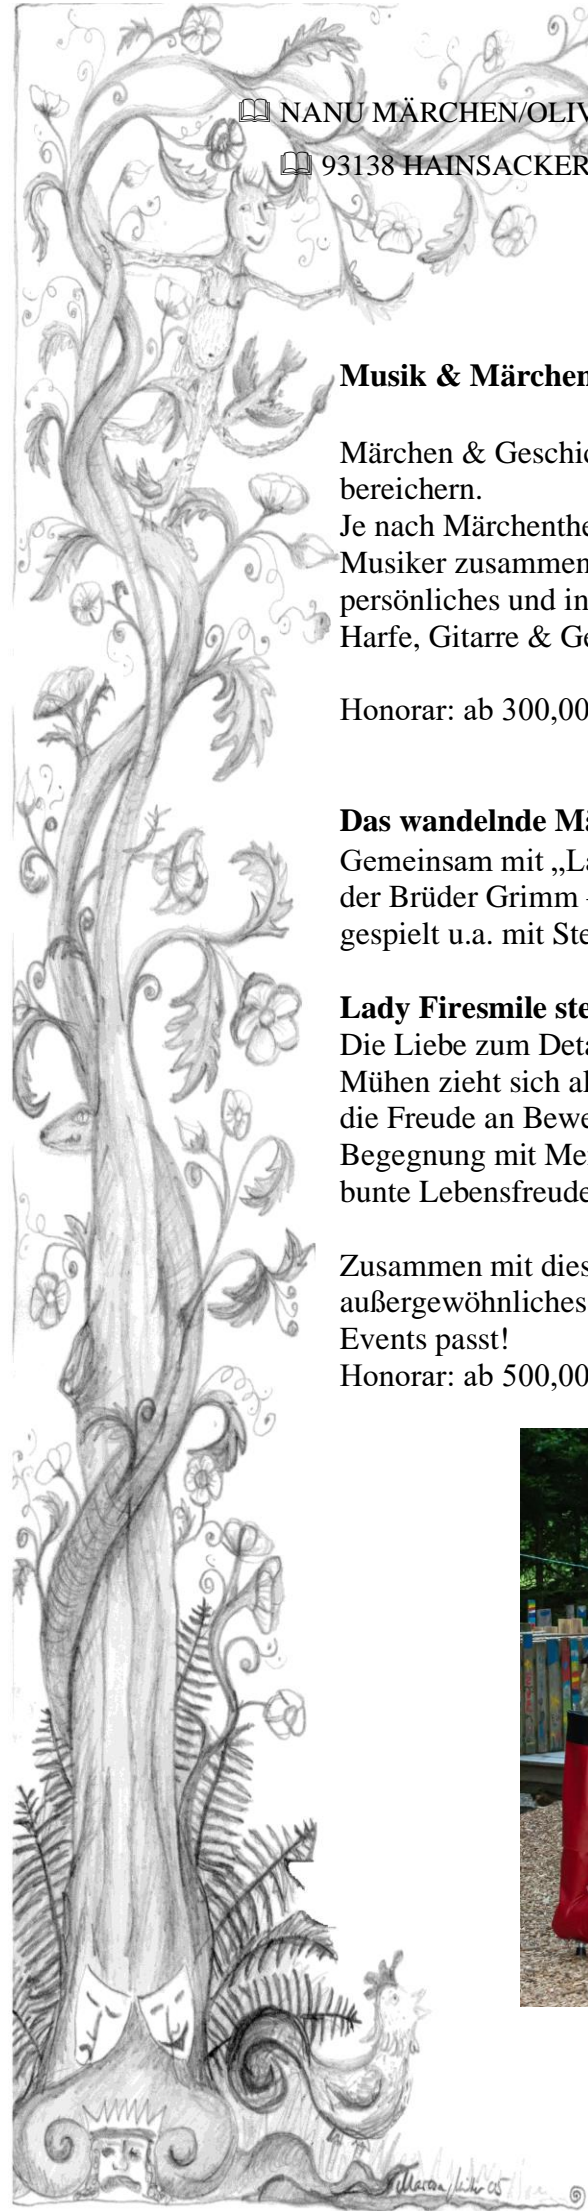 🕮 NANU MÄRCHEN/OLIV
🕮 93138 HAINSACKER
Musik & Märchen
Märchen & Geschic
bereichern.
Je nach Märchenthe
Musiker zusammen
persönliches und in
Harfe, Gitarre & Ge
Honorar: ab 300,00
Das wandelnde Mä
Gemeinsam mit „La
der Brüder Grimm
gespielt u.a. mit Ste
Lady Firesmile ste
Die Liebe zum Deta
Mühen zieht sich al
die Freude an Bewe
Begegnung mit Me
bunte Lebensfreude
Zusammen mit dies
außergewöhnliches
Events passt!
Honorar: ab 500,00